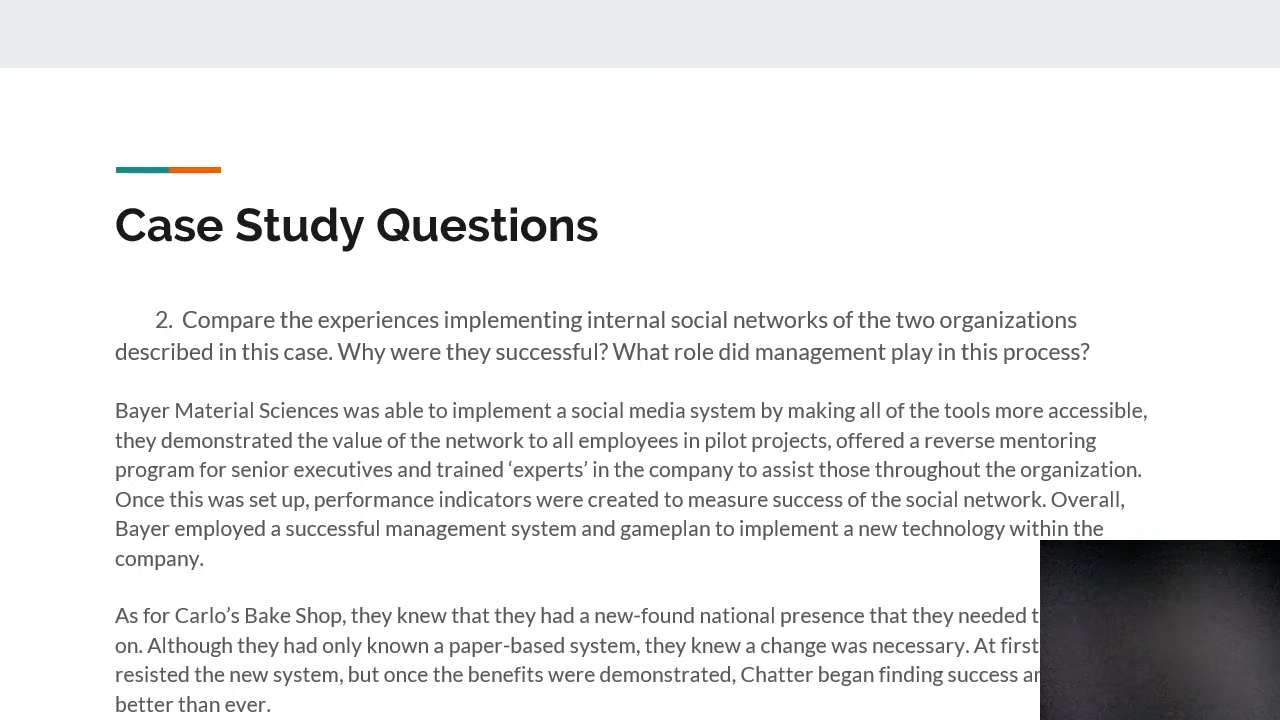 Case Study Questions
2. Compare the experiences implementing internal social networks of the two organizations
described in this case. Why were they successful? What role did management play in this process?
Bayer Material Sciences was able to implement a social media system by making all of the tools more accessible,
they demonstrated the value of the network to all employees in pilot projects, offered a reverse mentoring
program for senior executives and trained ‘experts’ in the company to assist those throughout the organization.
Once this was set up, performance indicators were created to measure success of the social network. Overall,
Bayer employed a successful management system and gameplan to implement a new technology within the
company.
As for Carlo’s Bake Shop, they knew that they had a new-found national presence that they needed
on. Although they had only known a paper-based system, they knew a change was necessary. At first
resisted the new system, but once the benefits were demonstrated, Chatter began finding success
better than ever.